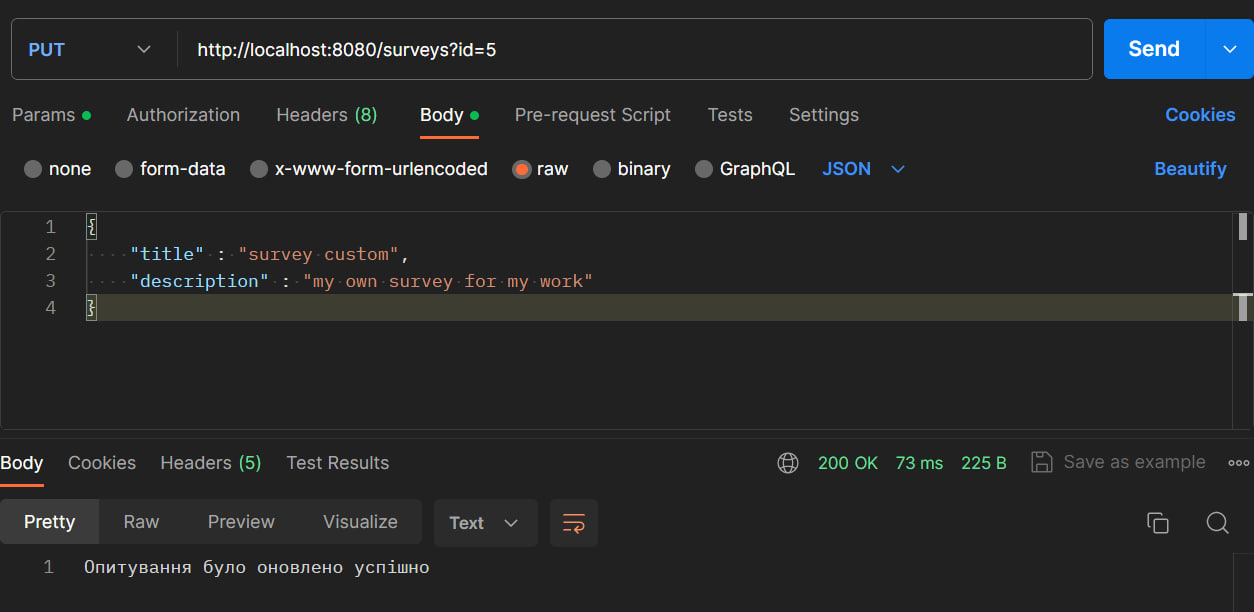 PUT http://localhost:8080/surveys?id=5 Send
Params Authorization Headers (8) Body Pre-request Script Tests Settings Cookies
none form-data x-www-form-urlencoded raw binary GraphQL JSON Beautify
1 {
2 "title" : "survey custom",
3 "description" : "my own survey for my work"
4 }
Body Cookies Headers (5) Test Results 200 OK 73 ms 225 B Save as example
Pretty Raw Preview Visualize Text
1 Опитування було оновлено успішно